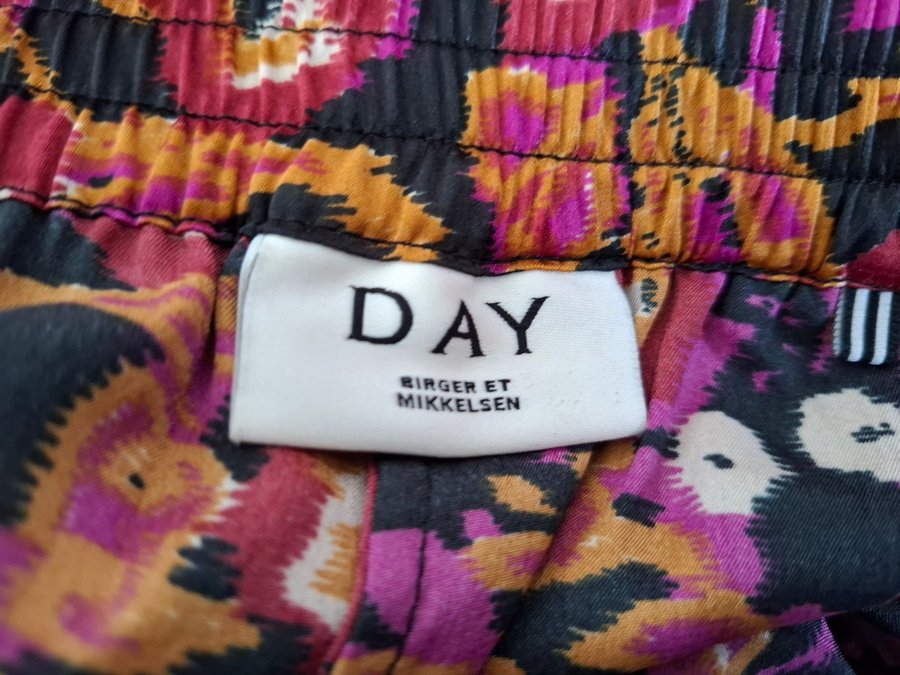 DAY
BIRGER ET
MIKKELSEN